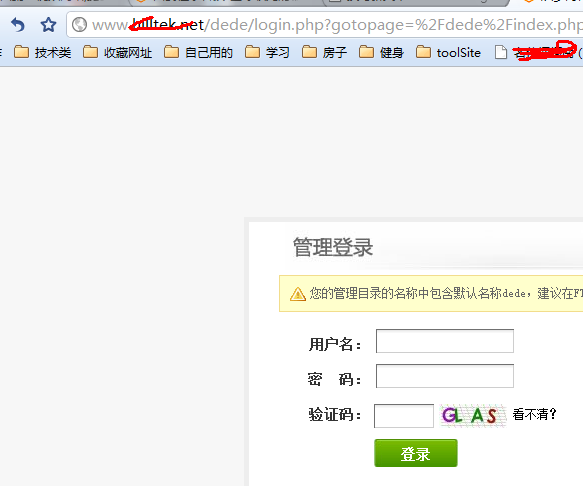 www.billtek.net/dede/login.php?gotopage=%2Fdede%2Findex.php
技术类 收藏网址 自己用的 学习 房子 健身 toolSite
管理登录
您的管理目录的名称中包含默认名称dede，建议在FT
用户名：
密 码：
验证码： GLAS 看不清？
登录